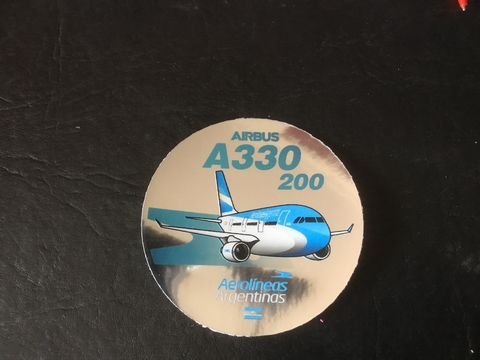 AIRBUS
A330
200
Aerolíneas
Argentinas